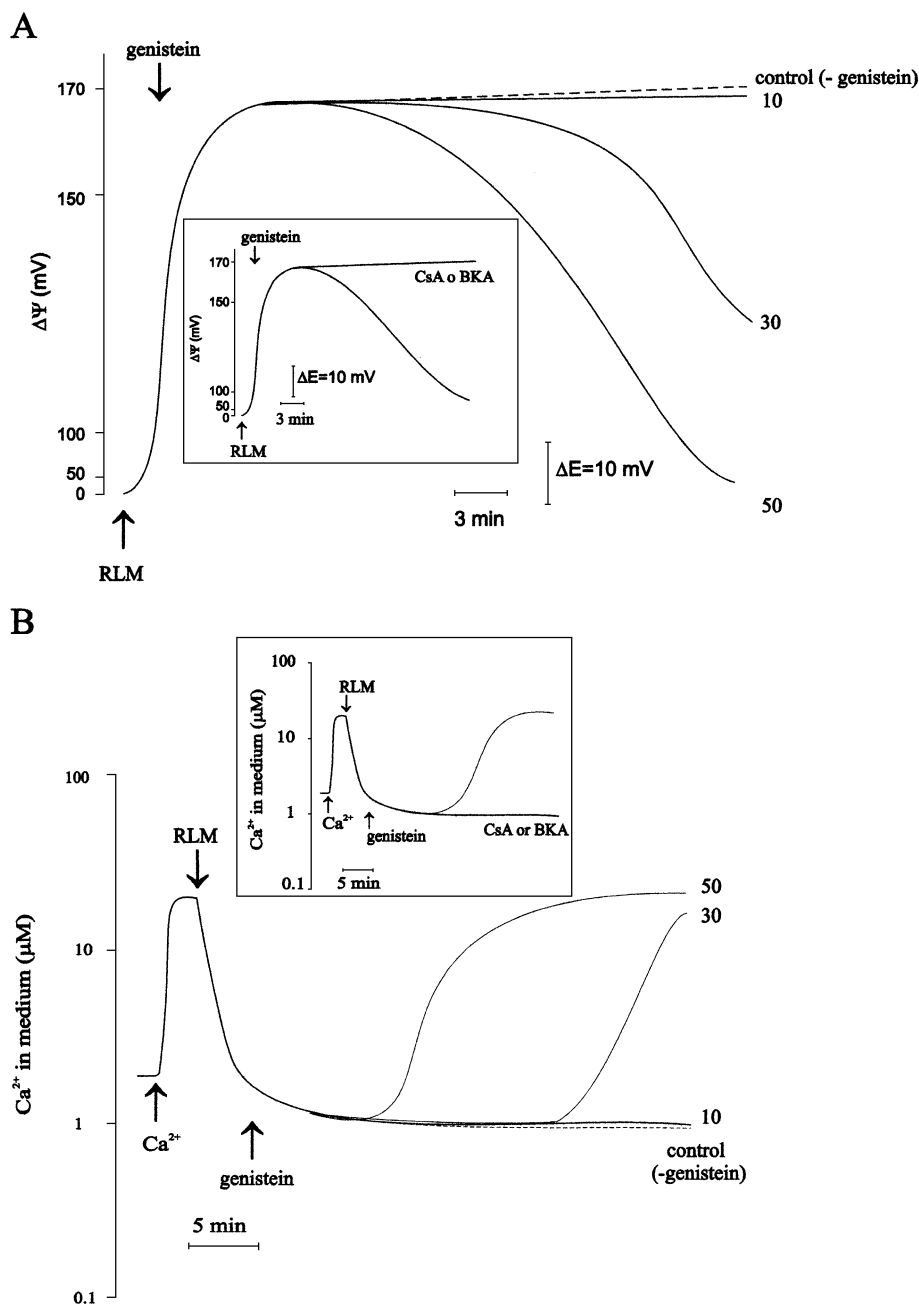 A
genistein
170
150
100
50
0
ΔΨ (mV)
control (- genistein)
10
30
50
ΔE=10 mV
3 min
RLM
genistein
170
150
100
50
0
ΔΨ (mV)
CsA o BKA
ΔE=10 mV
3 min
RLM
B
100
10
1
0.1
Ca²⁺ in medium (µM)
RLM
Ca²⁺
genistein
5 min
50
30
10
control
(-genistein)
100
10
1
0.1
Ca²⁺ in medium (µM)
RLM
Ca²⁺
genistein
CsA or BKA
5 min